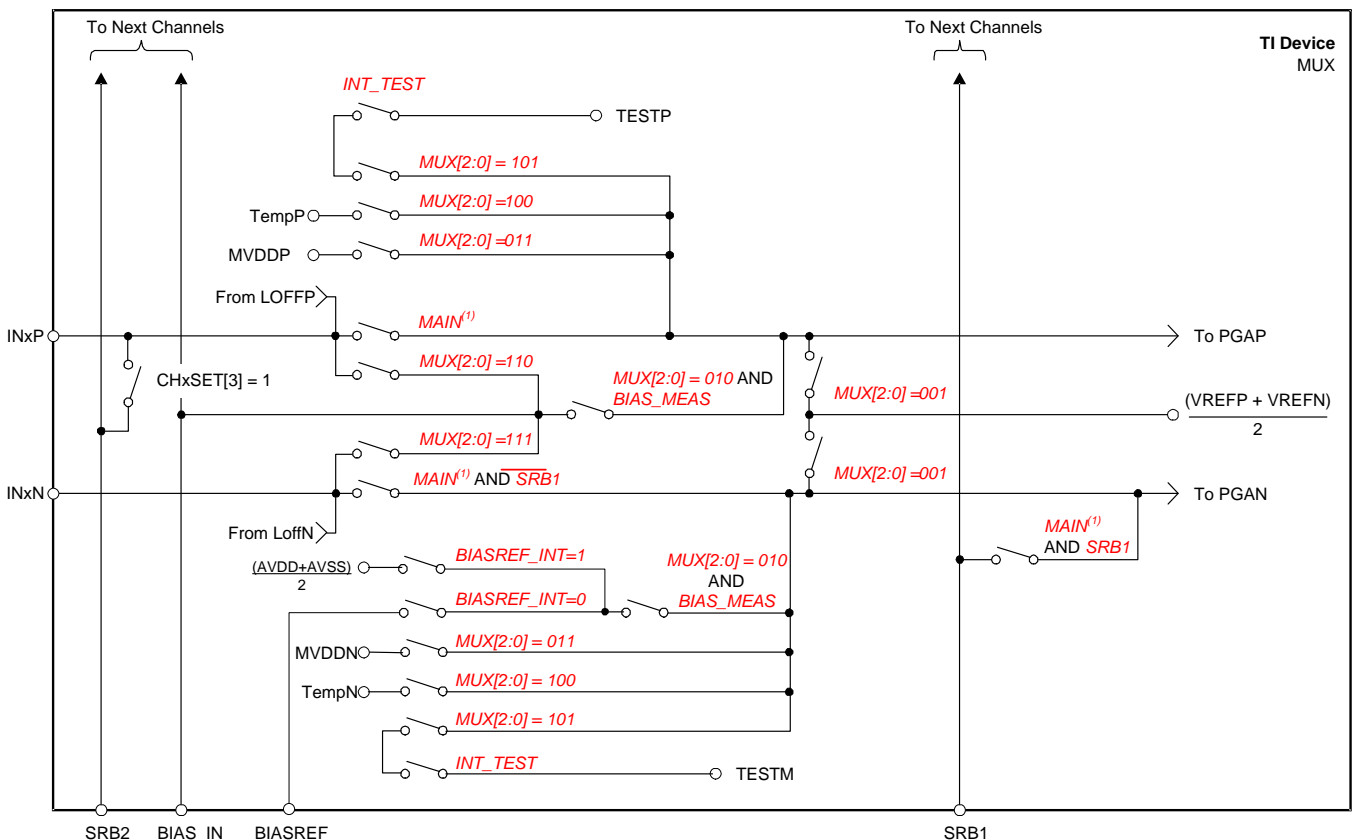 To Next Channels
To Next Channels
TI Device
MUX
INT_TEST
TESTP
MUX[2:0] = 101
TempP
MUX[2:0] =100
MVDDP
MUX[2:0] =011
From LOFFP
INxP
MAIN(1)
To PGAP
MUX[2:0] =110
CHxSET[3] = 1
MUX[2:0] = 010 AND
BIAS_MEAS
MUX[2:0] =001
(VREFP + VREFN)
2
MUX[2:0] =111
MUX[2:0] =001
INxN
MAIN(1) AND SRB1
To PGAN
From LoffN
MAIN(1)
AND SRB1
(AVDD+AVSS)
2
BIASREF_INT=1
MUX[2:0] = 010
AND
BIAS_MEAS
BIASREF_INT=0
MVDDN
MUX[2:0] = 011
TempN
MUX[2:0] = 100
MUX[2:0] = 101
INT_TEST
TESTM
SRB2
BIAS_IN
BIASREF
SRB1